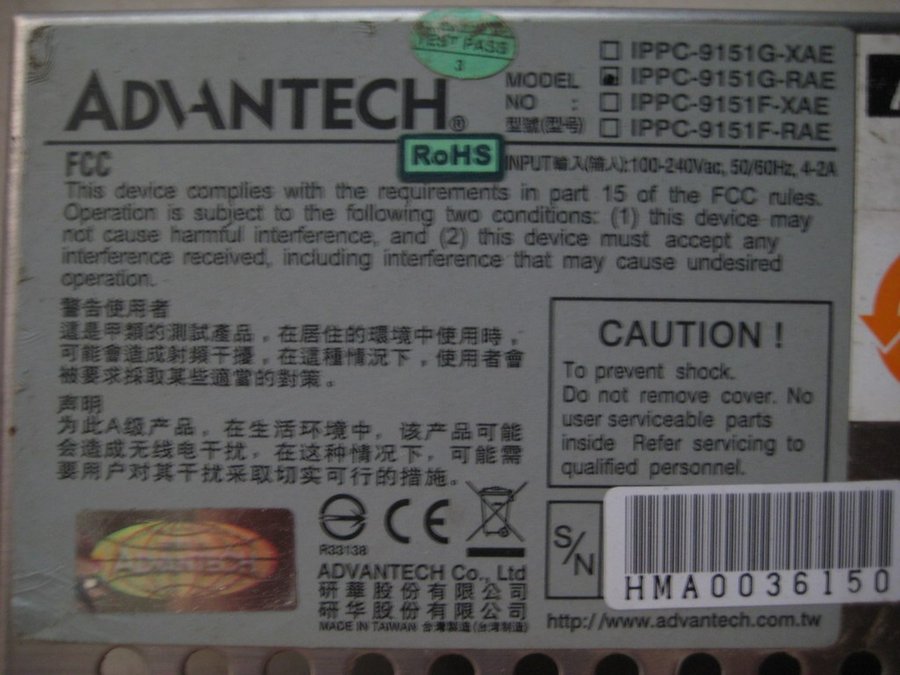 TEST PASS
3
ADVANTECH®
MODEL NO :
型號(型号)
IPPC-9151G-XAE
IPPC-9151G-RAE
IPPC-9151F-XAE
IPPC-9151F-RAE
RoHS
INPUT輸入(输入):100-240Vac, 50/60Hz, 4-2A
FCC
This device complies with the requirements in part 15 of the FCC rules.
Operation is subject to the following two conditions: (1) this device may
not cause harmful interference, and (2) this device must accept any
interference received, including interference that may cause undesired
operation.
警告使用者
這是甲類的測試產品，在居住的環境中使用時，
可能會造成射頻干擾，在這種情況下，使用者會
被要求採取某些適當的對策。
声明
为此A级产品，在生活环境中，该产品可能
会造成无线电干扰，在这种情况下，可能需
要用户对其干扰采取切实可行的措施。
CAUTION !
To prevent shock.
Do not remove cover. No
user serviceable parts
inside Refer servicing to
qualified personnel.
ADVANTECH
R33138
CE
ADVANTECH Co., Ltd
研華股份有限公司
研华股份有限公司
MADE IN TAIWAN 台灣製造(台湾制造)
S/N
HMA0036150
http://www.advantech.com.tw